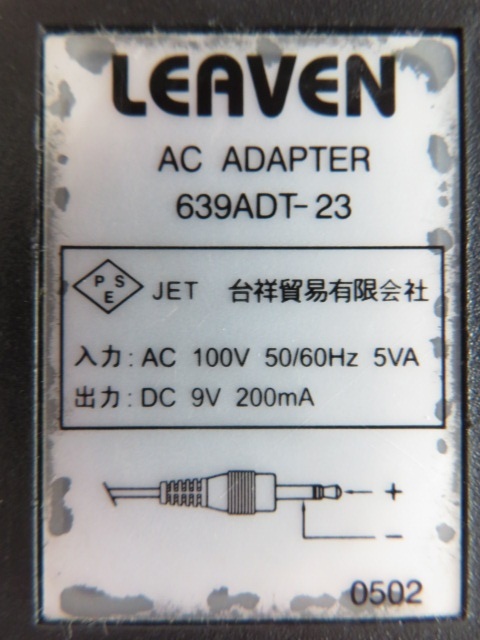 LEAVEN
AC ADAPTER
639ADT-23
PSE JET 台祥貿易有限会社
入力: AC 100V 50/60Hz 5VA
出力: DC 9V 200mA
+
−
0502